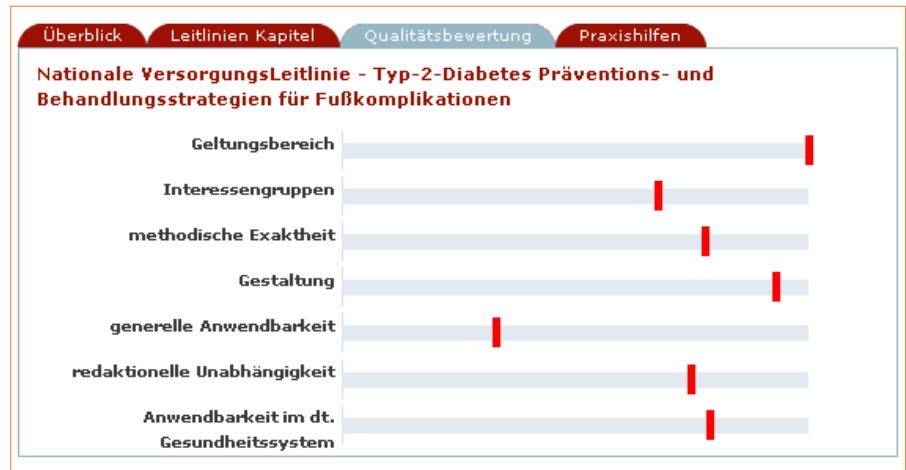 Überblick Leitlinien Kapitel Qualitätsbewertung Praxishilfen
Nationale VersorgungsLeitlinie - Typ-2-Diabetes Präventions- und
Behandlungsstrategien für Fußkomplikationen
Geltungsbereich
Interessengruppen
methodische Exaktheit
Gestaltung
generelle Anwendbarkeit
redaktionelle Unabhängigkeit
Anwendbarkeit im dt.
Gesundheitssystem